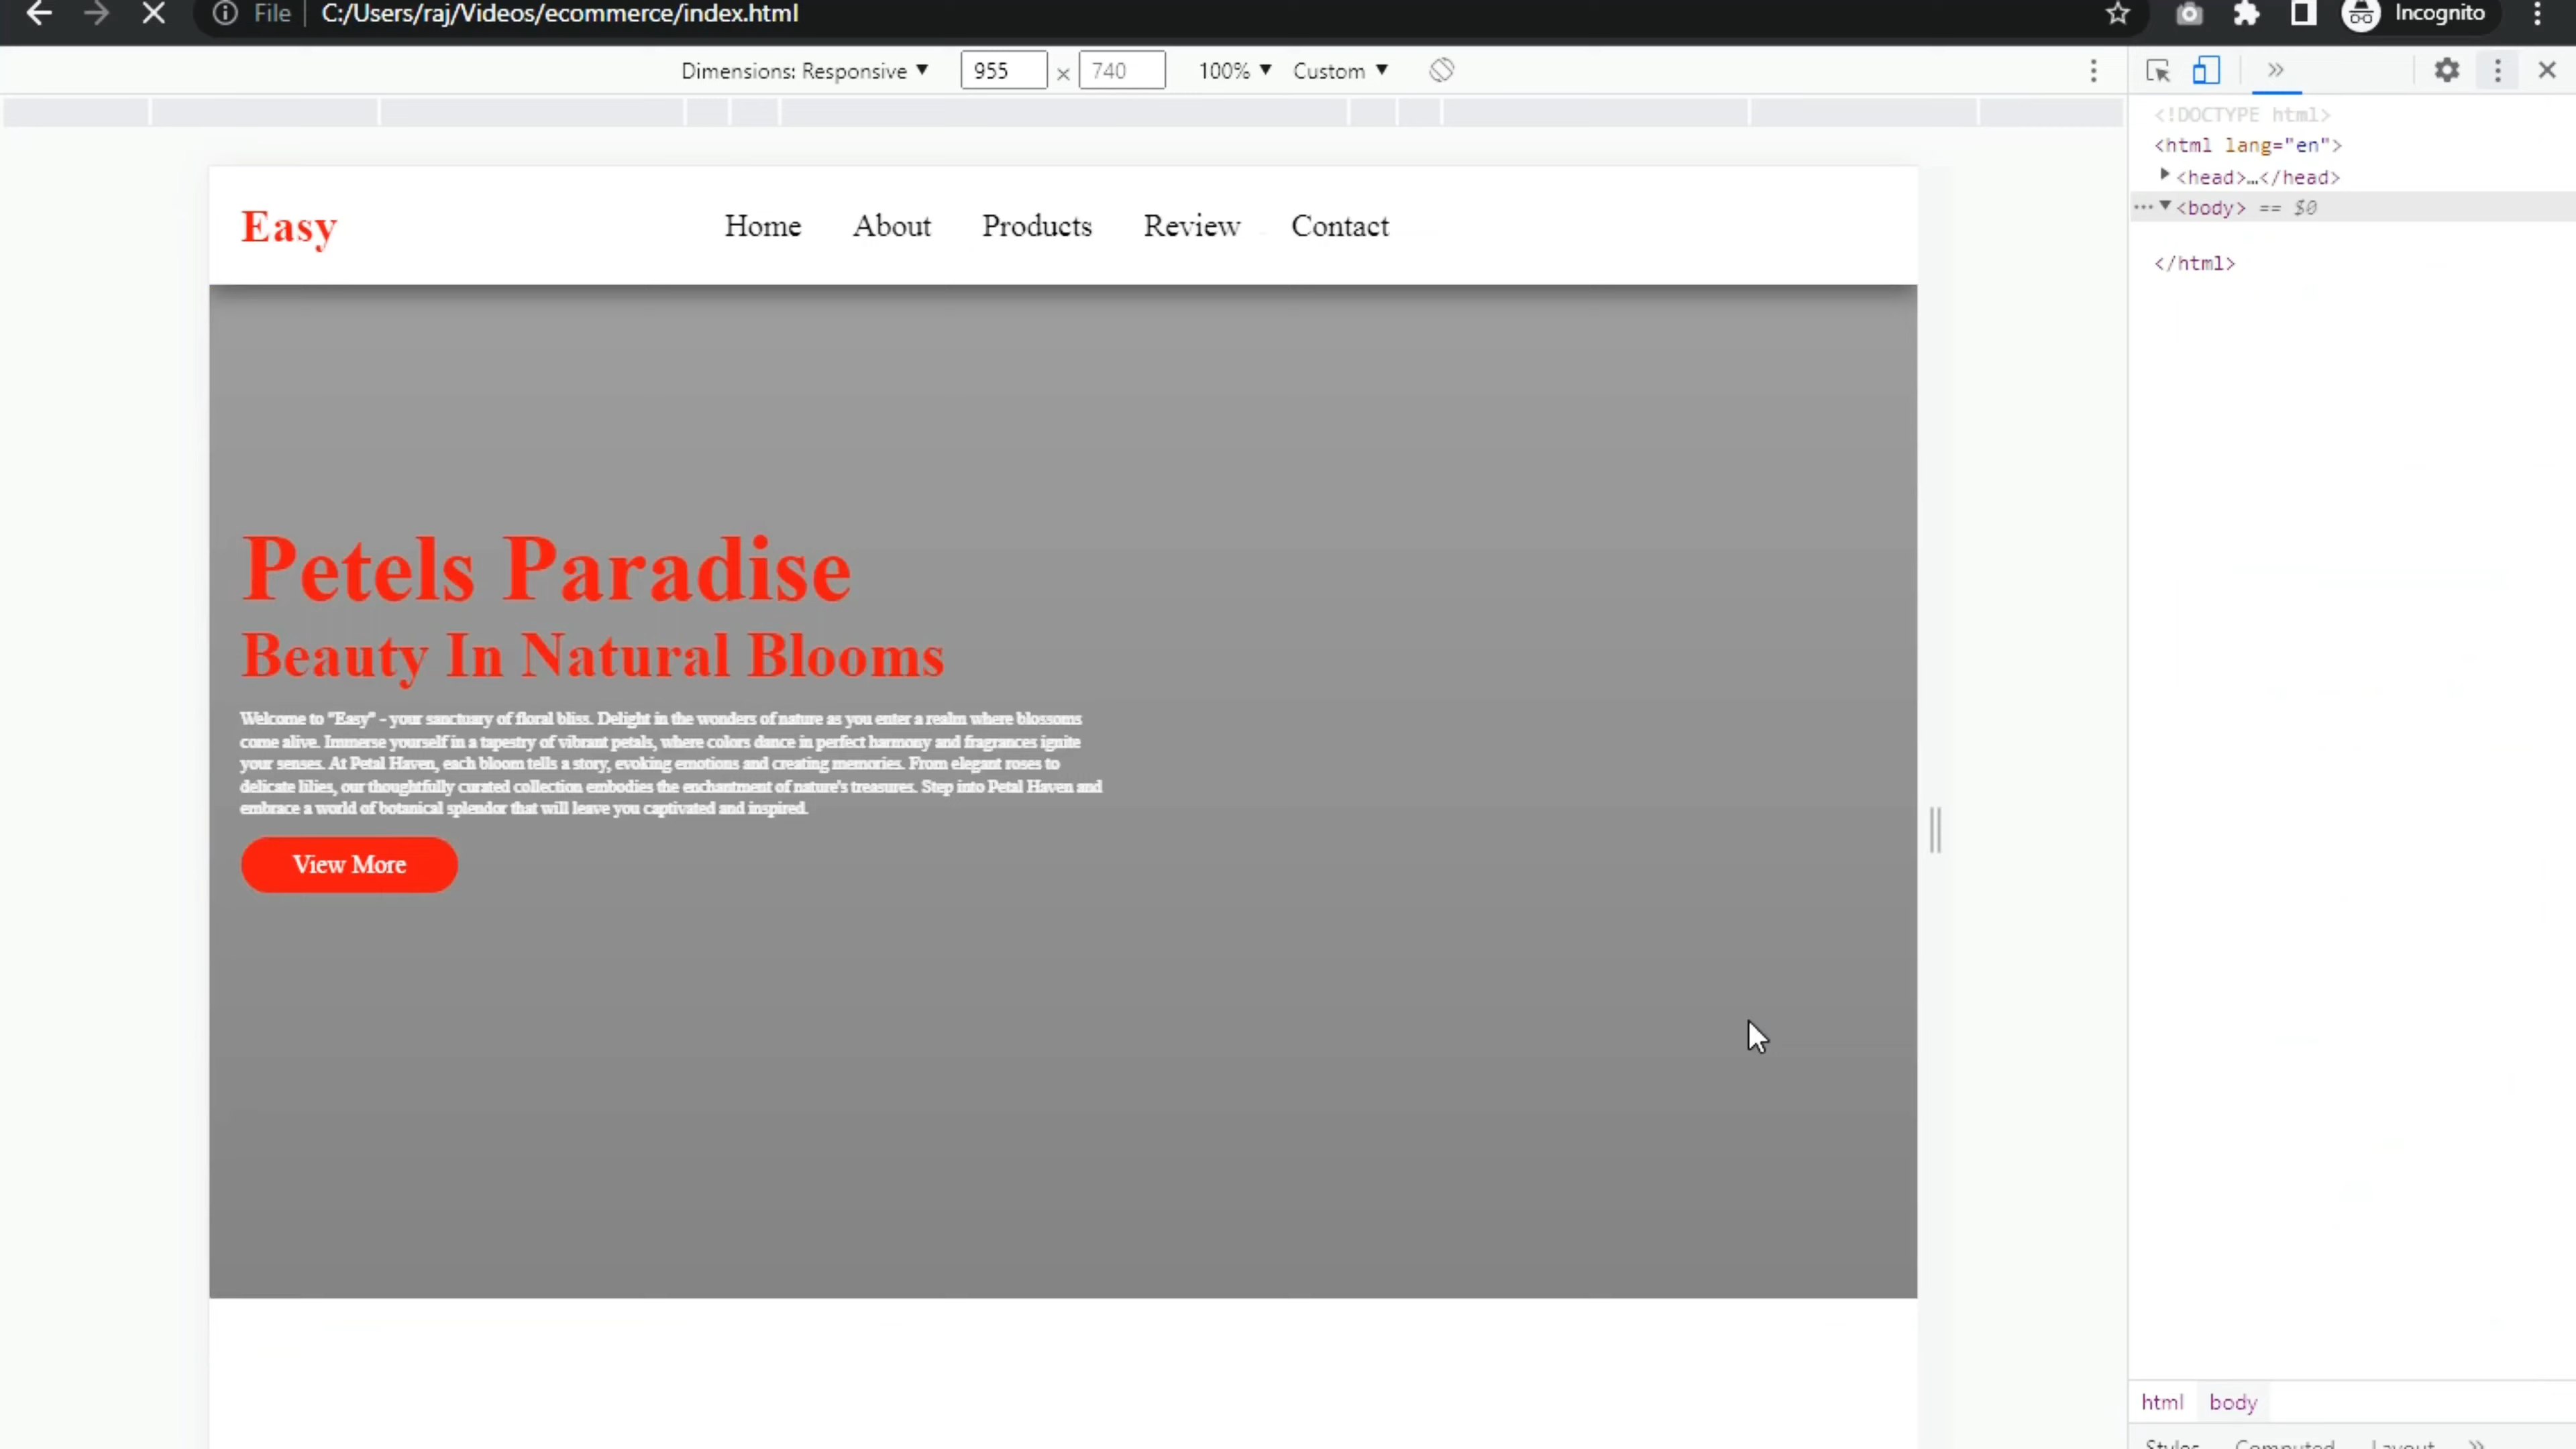 File C:/Users/raj/Videos/ecommerce/index.html
Incognito
Dimensions: Responsive ▼ 955 × 740 100% ▼ Custom ▼
<!DOCTYPE html>
<html lang="en">
<head>…</head>
… <body> == $0
</html>
Easy
Home About Products Review Contact
Petels Paradise
Beauty In Natural Blooms
Welcome to "Easy" - your sanctuary of floral bliss. Delight in the wonders of nature as you enter a realm where blossoms
come alive. Immerse yourself in a tapestry of vibrant petals, where colors dance in perfect harmony and fragrances ignite
your senses. At Petal Haven, each bloom tells a story, evoking emotions and creating memories. From elegant roses to
delicate lilies, our thoughtfully curated collection embodies the enchantment of nature's treasures. Step into Petal Haven and
embrace a world of botanical splendor that will leave you captivated and inspired.
View More
html body
Styles Computed Layout